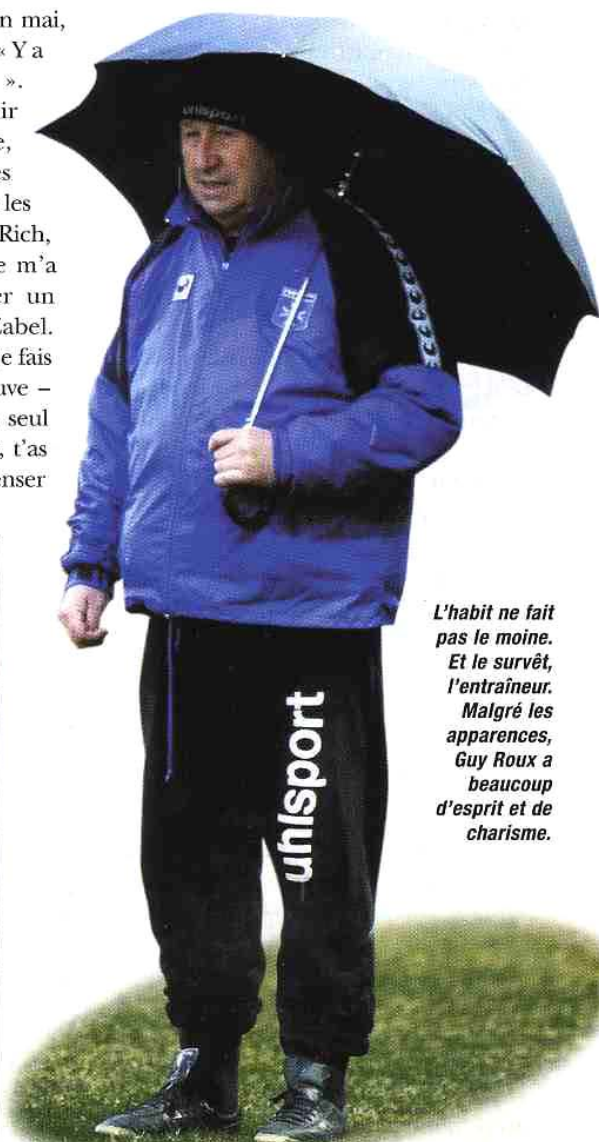 n mai,
« Y a
».
ir
e,
es
les
Rich,
e m'a
er un
Zabel.
e fais
uve –
seul
, t'as
enser
uhlsport
uhlsport
L'habit ne fait
pas le moine.
Et le survêt,
l'entraîneur.
Malgré les
apparences,
Guy Roux a
beaucoup
d'esprit et de
charisme.